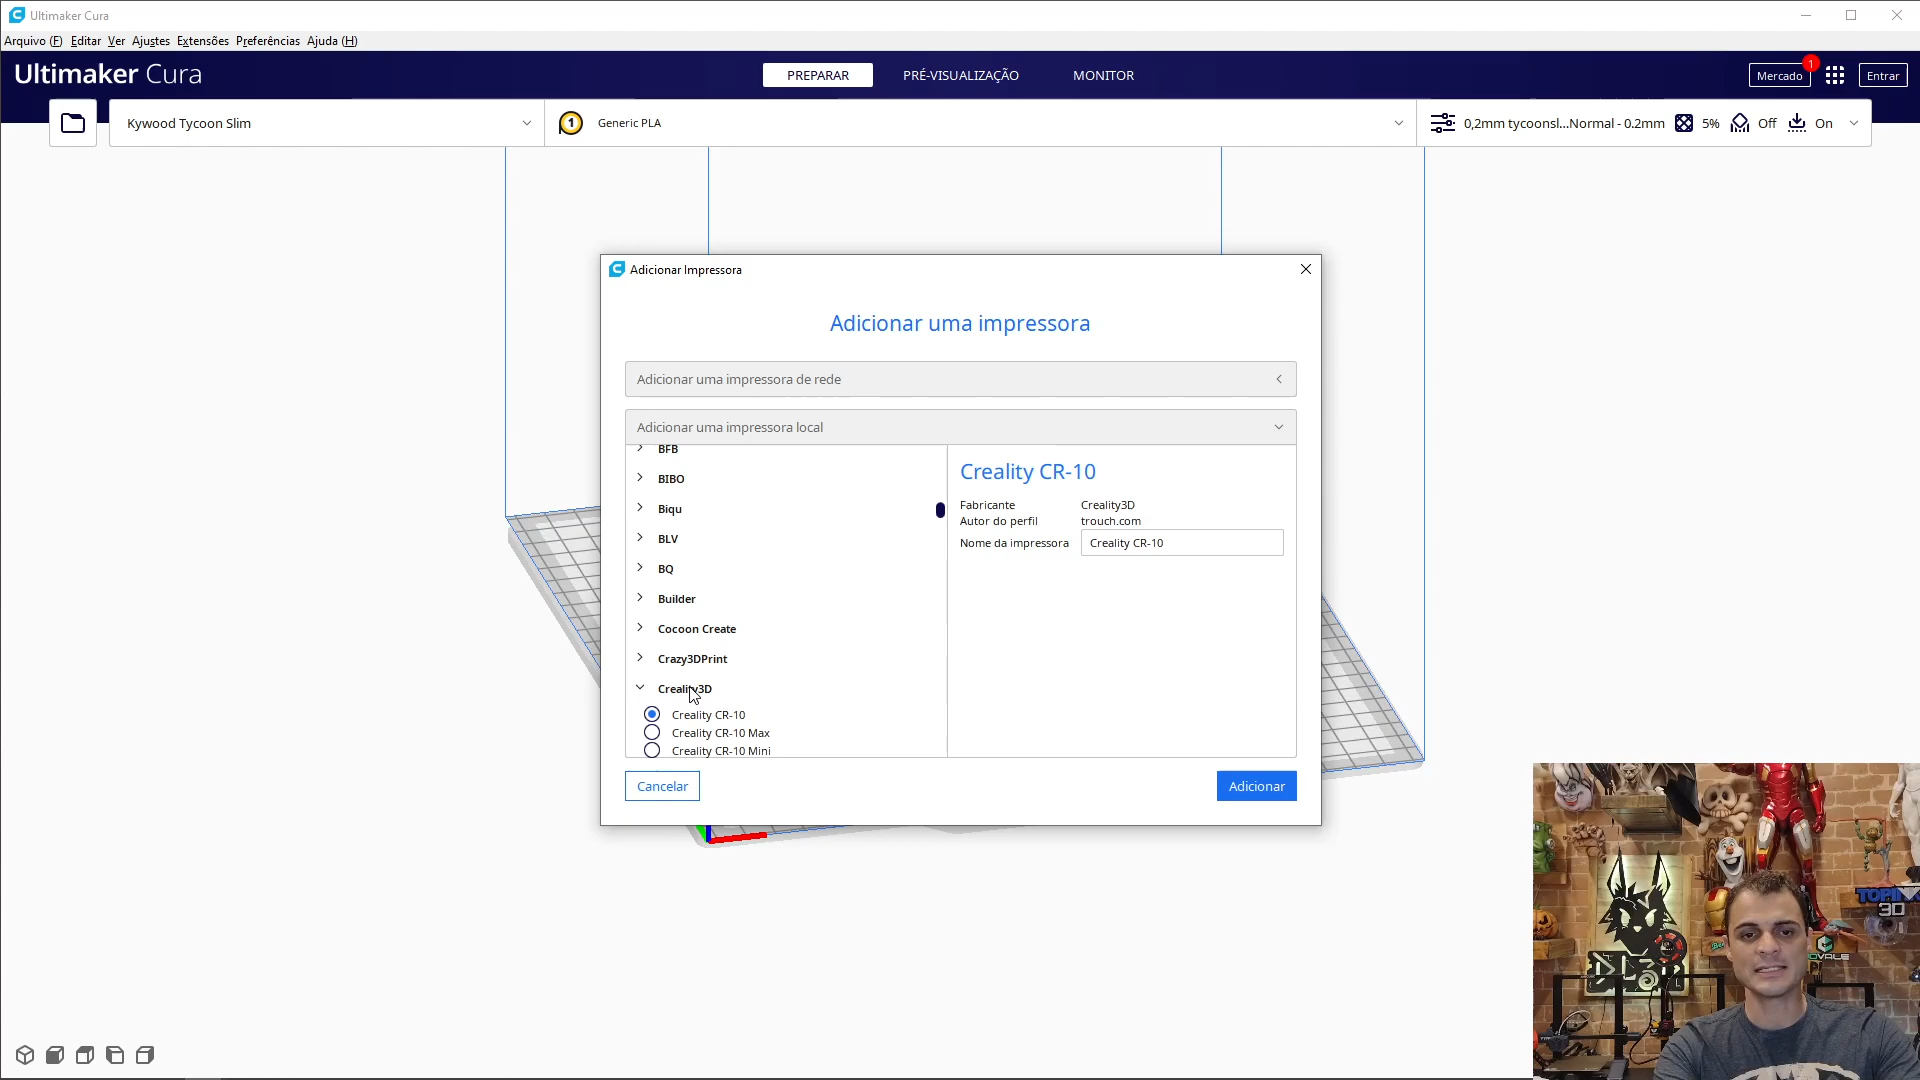 Ultimaker Cura
Arquivo (F) Editar Ver Ajustes Extensões Preferências Ajuda (H)
Ultimaker Cura
PREPARAR PRÉ-VISUALIZAÇÃO MONITOR
Mercado 1 Entrar
Kywood Tycoon Slim
1 Generic PLA
0,2mm tycoonsl...Normal - 0.2mm 5% Off On
Adicionar Impressora
Adicionar uma impressora
Adicionar uma impressora de rede
Adicionar uma impressora local
BFB
BIBO
Biqu
BLV
BQ
Builder
Cocoon Create
Crazy3DPrint
Creality3D
Creality CR-10
Creality CR-10 Max
Creality CR-10 Mini
Creality CR-10
Fabricante Creality3D
Autor do perfil trouch.com
Nome da impressora Creality CR-10
Cancelar Adicionar
3D
DL3D